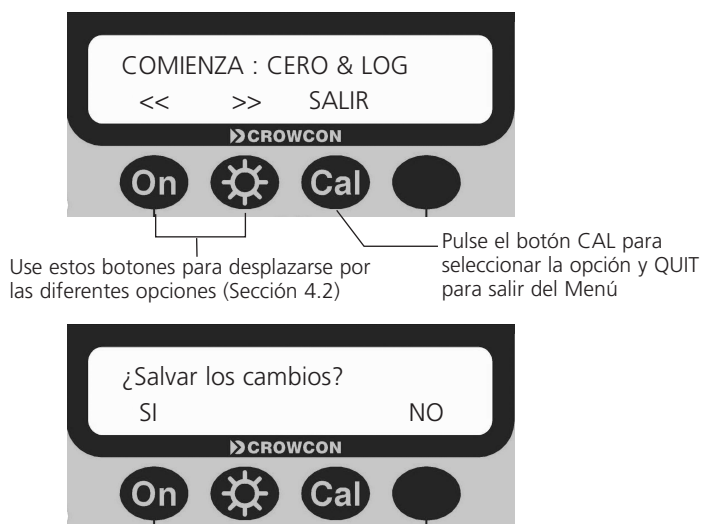 COMIENZA : CERO & LOG
<< >> SALIR
CROWCON
On Cal
Use estos botones para desplazarse por
las diferentes opciones (Sección 4.2)
Pulse el botón CAL para
seleccionar la opción y QUIT
para salir del Menú
¿Salvar los cambios?
SI NO
CROWCON
On Cal